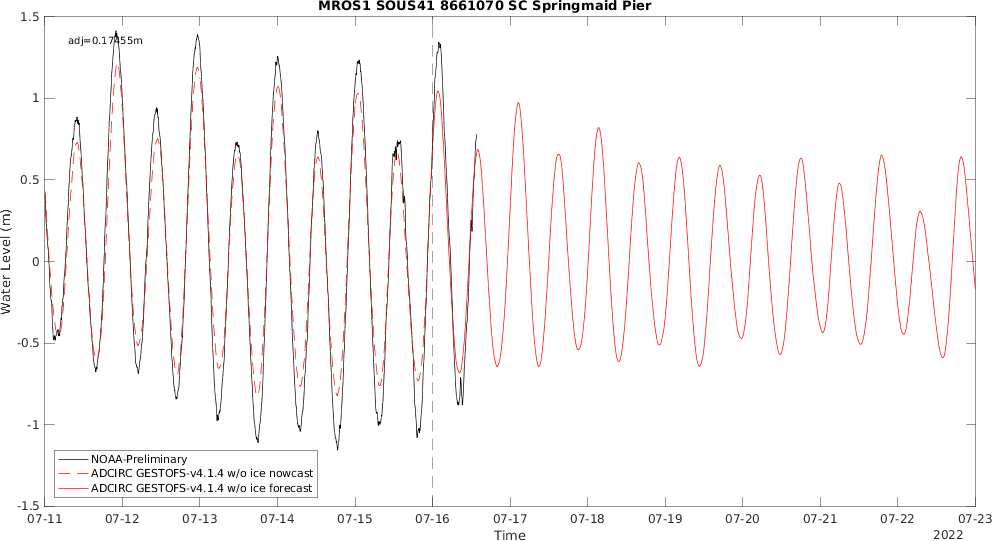 MROS1 SOUS41 8661070 SC Springmaid Pier
adj=0.17455m
Water Level (m)
1.5
1
0.5
0
-0.5
-1
-1.5
NOAA-Preliminary
ADCIRC GESTOFS-v4.1.4 w/o ice nowcast
ADCIRC GESTOFS-v4.1.4 w/o ice forecast
07-11 07-12 07-13 07-14 07-15 07-16 07-17 07-18 07-19 07-20 07-21 07-22 07-23
Time
2022